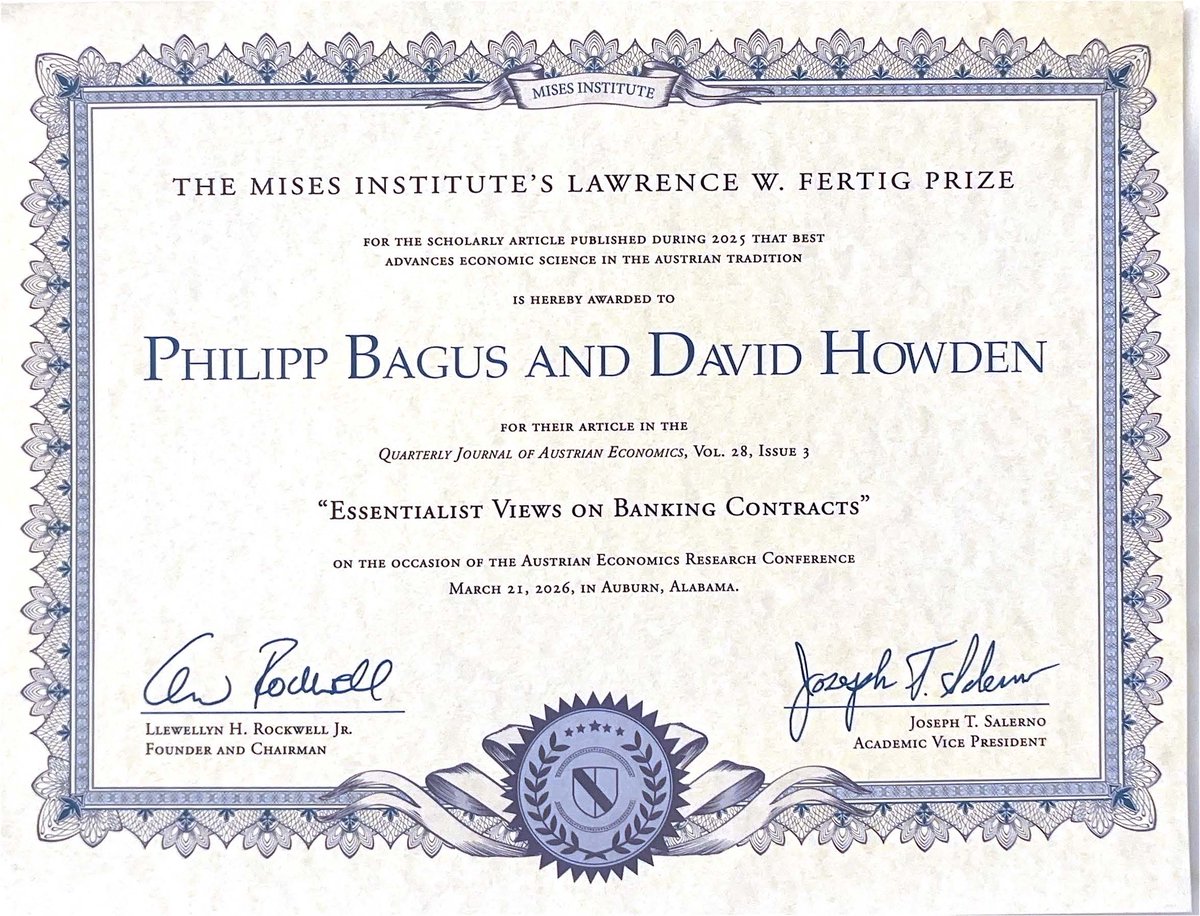 MISES INSTITUTE
THE MISES INSTITUTE'S LAWRENCE W. FERTIG PRIZE
FOR THE SCHOLARLY ARTICLE PUBLISHED DURING 2025 THAT BEST
ADVANCES ECONOMIC SCIENCE IN THE AUSTRIAN TRADITION
IS HEREBY AWARDED TO
PHILIPP BAGUS AND DAVID HOWDEN
FOR THEIR ARTICLE IN THE
QUARTERLY JOURNAL OF AUSTRIAN ECONOMICS, VOL. 28, ISSUE 3
“ESSENTIALIST VIEWS ON BANKING CONTRACTS”
ON THE OCCASION OF THE AUSTRIAN ECONOMICS RESEARCH CONFERENCE
MARCH 21, 2026, IN AUBURN, ALABAMA.
Rockwell
LLEWELLYN H. ROCKWELL JR.
FOUNDER AND CHAIRMAN
Joseph T. Salerno
JOSEPH T. SALERNO
ACADEMIC VICE PRESIDENT